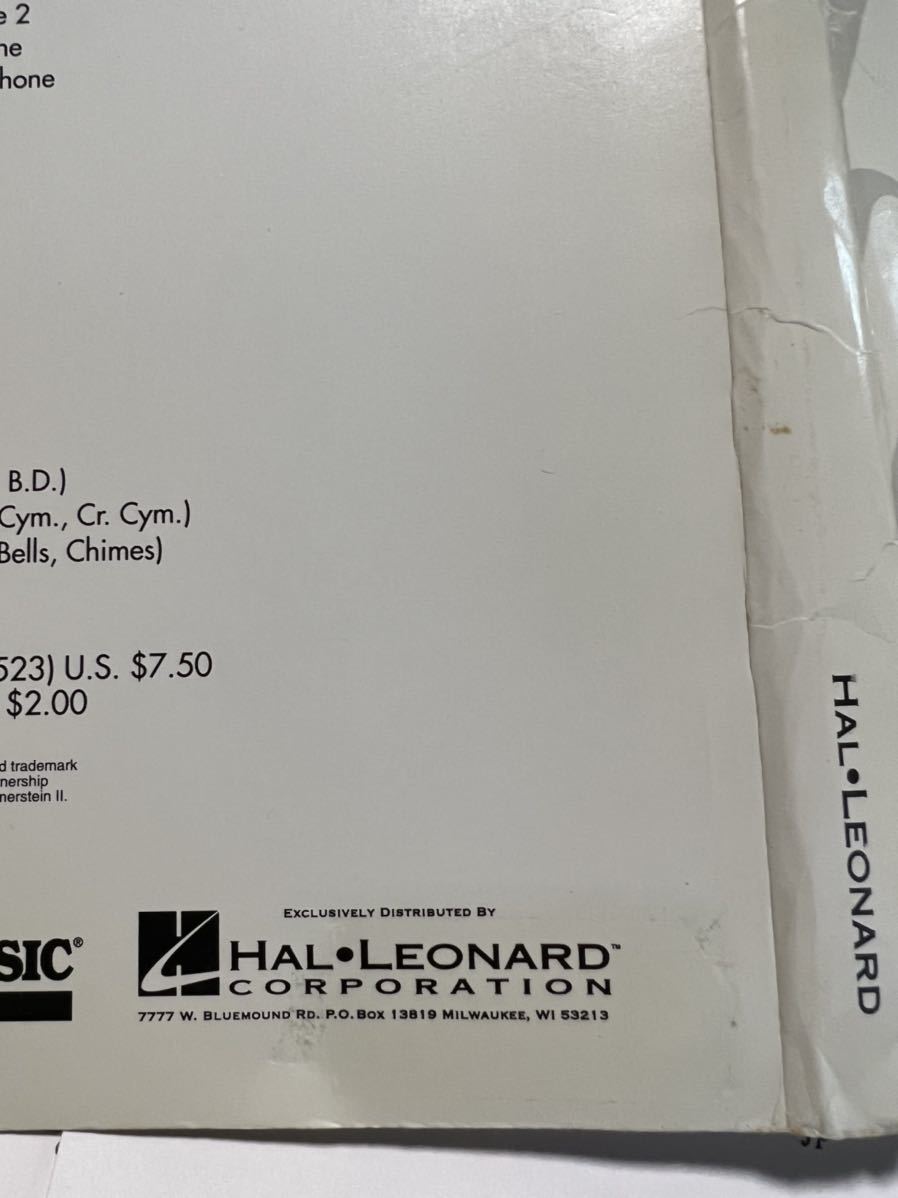 e 2
ne
hone
B.D.)
Cym., Cr. Cym.)
Bells, Chimes)
523) U.S. $7.50
$2.00
d trademark
nership
nerstein II.
SIC®
EXCLUSIVELY DISTRIBUTED BY
HAL•LEONARD™
CORPORATION
7777 W. BLUEMOUND RD. P.O. BOX 13819 MILWAUKEE, WI 53213
HAL•LEONARD